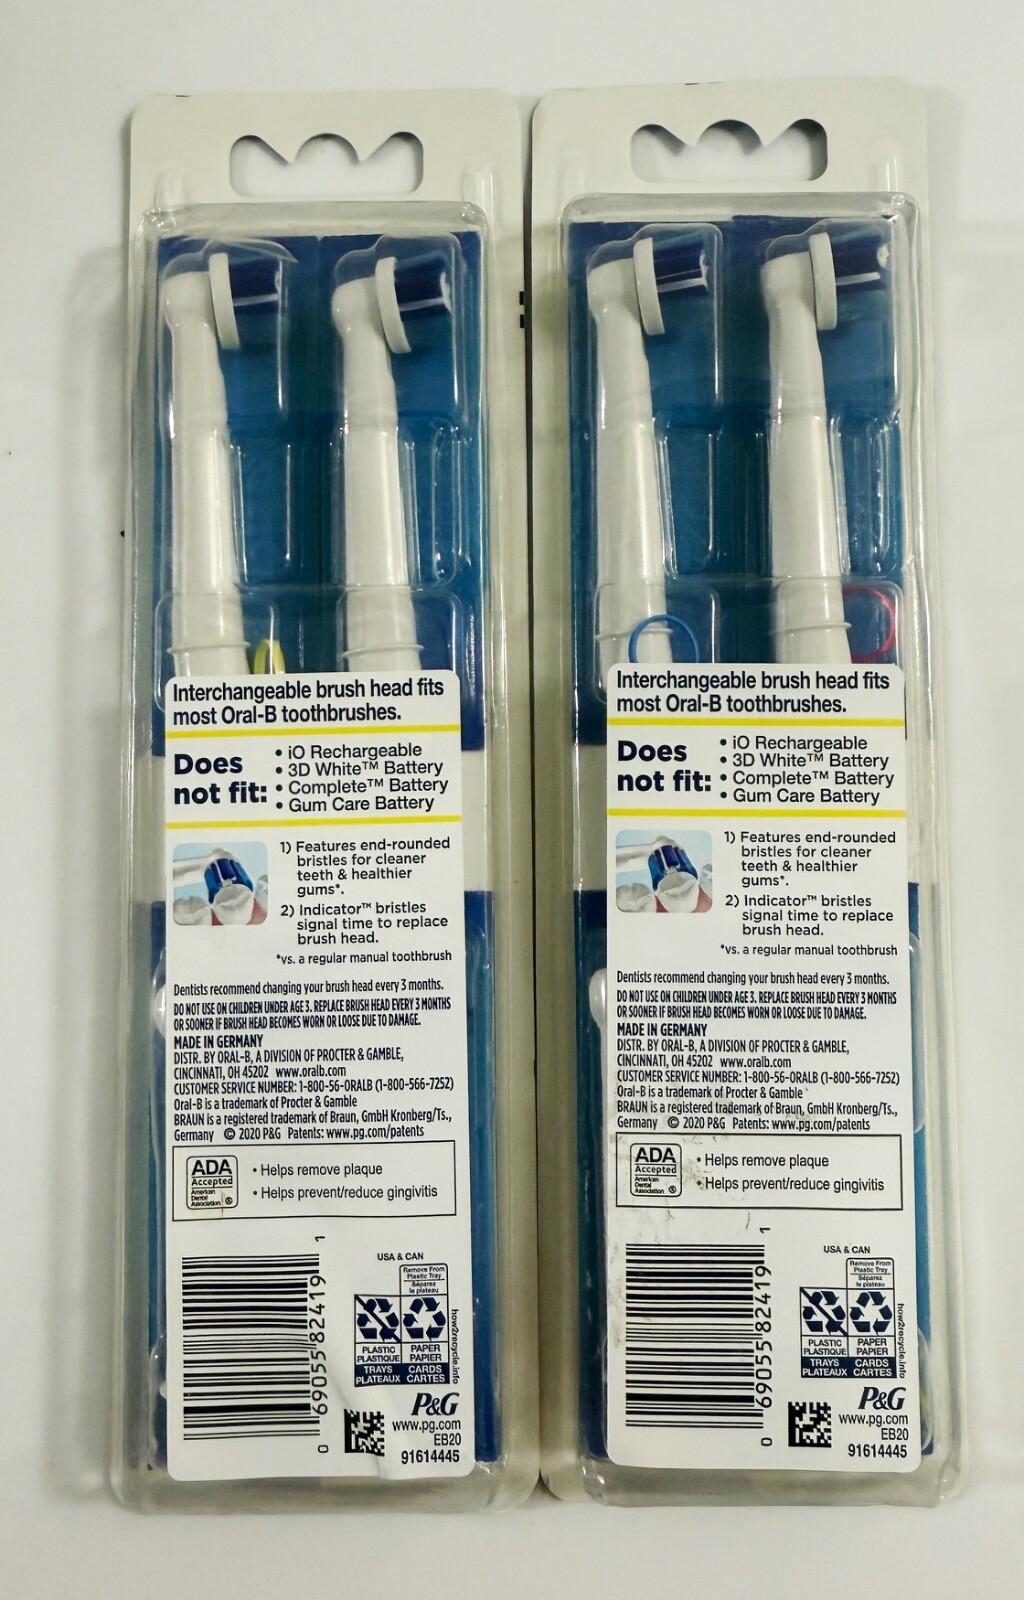 Interchangeable brush head fits
most Oral-B toothbrushes.
Does
not fit:
• iO Rechargeable
• 3D White™ Battery
• Complete™ Battery
• Gum Care Battery
1) Features end-rounded
bristles for cleaner
teeth & healthier
gums*.
2) Indicator™ bristles
signal time to replace
brush head.
*vs. a regular manual toothbrush
Dentists recommend changing your brush head every 3 months.
DO NOT USE ON CHILDREN UNDER AGE 3. REPLACE BRUSH HEAD EVERY 3 MONTHS
OR SOONER IF BRUSH HEAD BECOMES WORN OR LOOSE DUE TO DAMAGE.
MADE IN GERMANY
DISTR. BY ORAL-B, A DIVISION OF PROCTER & GAMBLE,
CINCINNATI, OH 45202 www.oralb.com
CUSTOMER SERVICE NUMBER: 1-800-56-ORALB (1-800-566-7252)
Oral-B is a trademark of Procter & Gamble
BRAUN is a registered trademark of Braun, GmbH Kronberg/Ts.,
Germany © 2020 P&G Patents: www.pg.com/patents
ADA
Accepted
American
Dental
Association ®
• Helps remove plaque
• Helps prevent/reduce gingivitis
0 69055 82419 1
USA & CAN
Remove From
Plastic Tray
Séparez
le plateau
PLASTIC
PLASTIQUE
PAPER
PAPIER
TRAYS
PLATEAUX
CARDS
CARTES
how2recycle.info
P&G
www.pg.com
EB20
91614445
Interchangeable brush head fits
most Oral-B toothbrushes.
Does
not fit:
• iO Rechargeable
• 3D White™ Battery
• Complete™ Battery
• Gum Care Battery
1) Features end-rounded
bristles for cleaner
teeth & healthier
gums*.
2) Indicator™ bristles
signal time to replace
brush head.
*vs. a regular manual toothbrush
Dentists recommend changing your brush head every 3 months.
DO NOT USE ON CHILDREN UNDER AGE 3. REPLACE BRUSH HEAD EVERY 3 MONTHS
OR SOONER IF BRUSH HEAD BECOMES WORN OR LOOSE DUE TO DAMAGE.
MADE IN GERMANY
DISTR. BY ORAL-B, A DIVISION OF PROCTER & GAMBLE,
CINCINNATI, OH 45202 www.oralb.com
CUSTOMER SERVICE NUMBER: 1-800-56-ORALB (1-800-566-7252)
Oral-B is a trademark of Procter & Gamble
BRAUN is a registered trademark of Braun, GmbH Kronberg/Ts.,
Germany © 2020 P&G Patents: www.pg.com/patents
ADA
Accepted
American
Dental
Association ®
• Helps remove plaque
• Helps prevent/reduce gingivitis
0 69055 82419 1
USA & CAN
Remove From
Plastic Tray
Séparez
le plateau
PLASTIC
PLASTIQUE
PAPER
PAPIER
TRAYS
PLATEAUX
CARDS
CARTES
how2recycle.info
P&G
www.pg.com
EB20
91614445